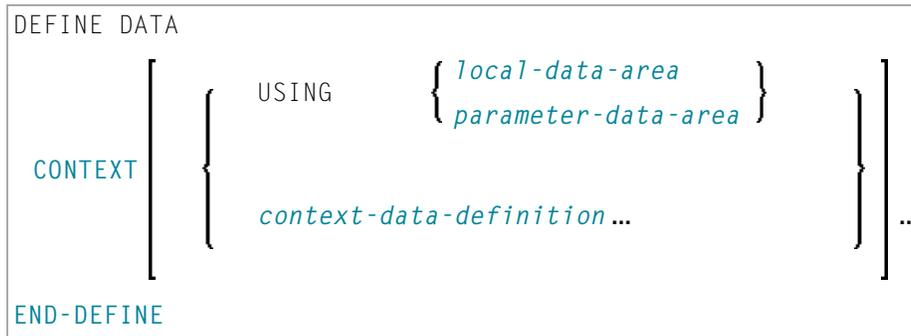 DEFINE DATA
USING
local-data-area
parameter-data-area
CONTEXT
context-data-definition...
..
END-DEFINE